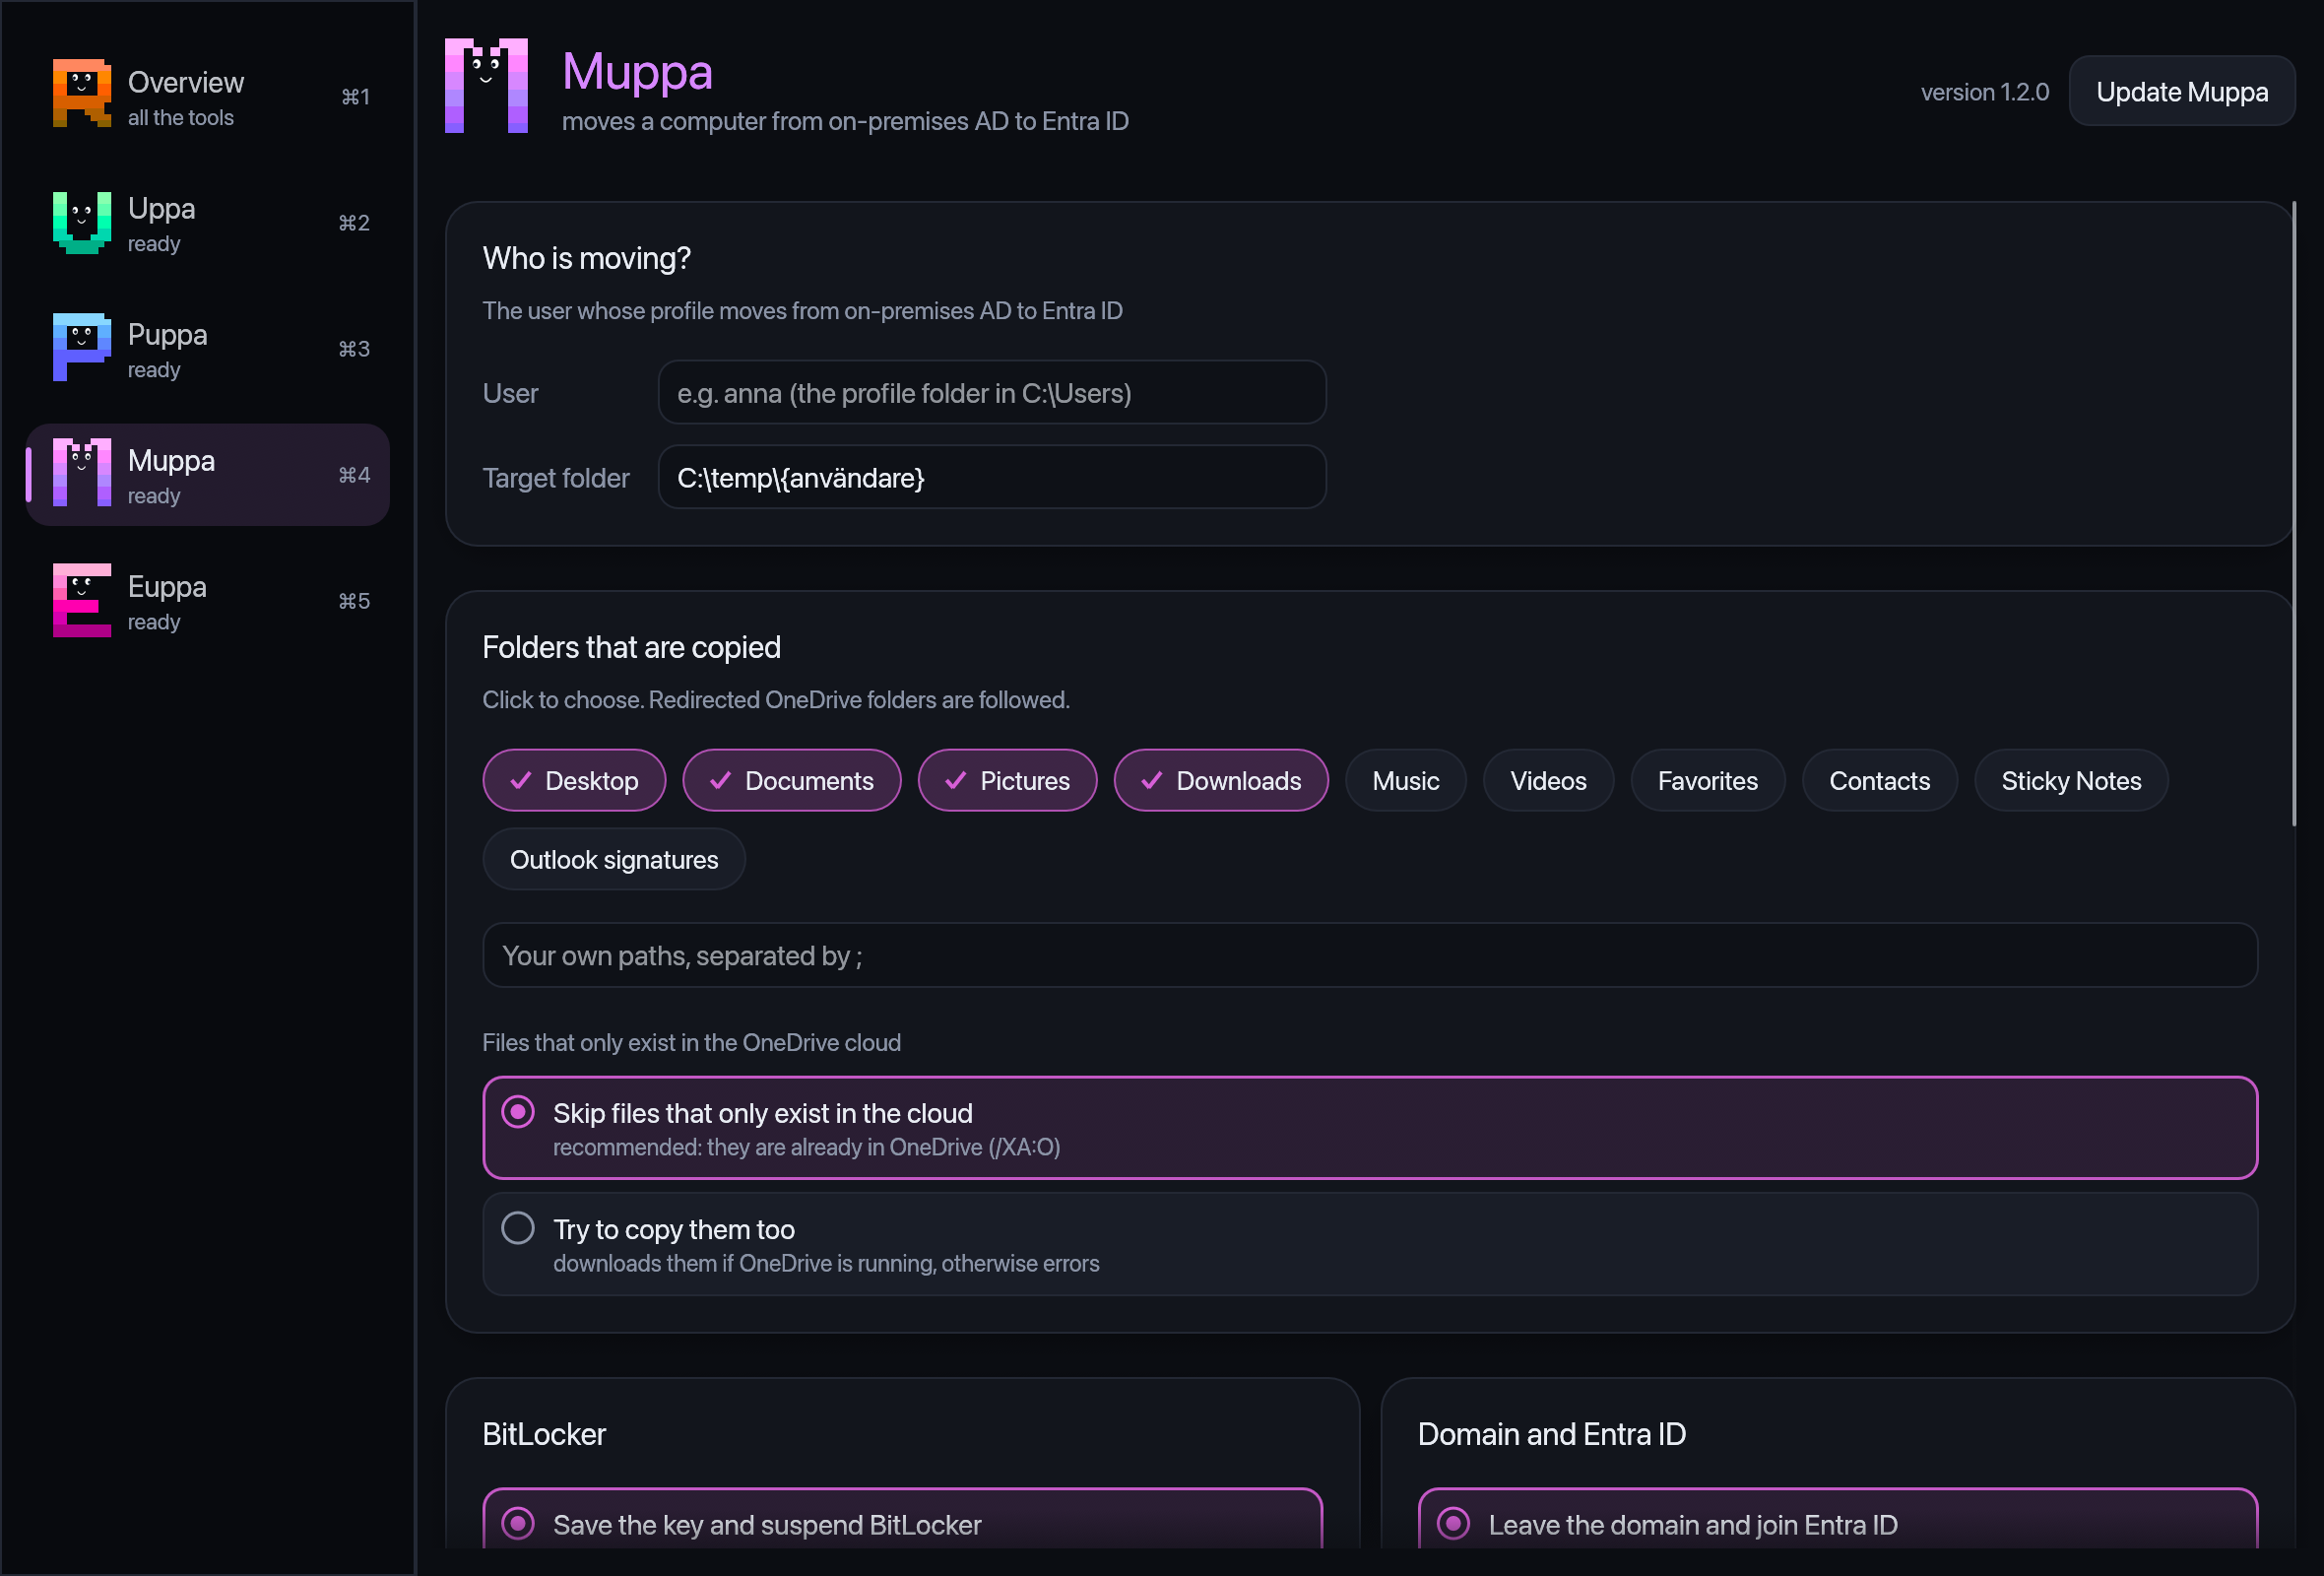 Overview
all the tools
⌘1
Uppa
ready
⌘2
Puppa
ready
⌘3
Muppa
ready
⌘4
Euppa
ready
⌘5
Muppa
moves a computer from on-premises AD to Entra ID
version 1.2.0
Update Muppa
Who is moving?
The user whose profile moves from on-premises AD to Entra ID
User
e.g. anna (the profile folder in C:\Users)
Target folder
C:\temp\{användare}
Folders that are copied
Click to choose. Redirected OneDrive folders are followed.
Desktop
Documents
Pictures
Downloads
Music
Videos
Favorites
Contacts
Sticky Notes
Outlook signatures
Your own paths, separated by ;
Files that only exist in the OneDrive cloud
Skip files that only exist in the cloud
recommended: they are already in OneDrive (/XA:O)
Try to copy them too
downloads them if OneDrive is running, otherwise errors
BitLocker
Save the key and suspend BitLocker
Domain and Entra ID
Leave the domain and join Entra ID